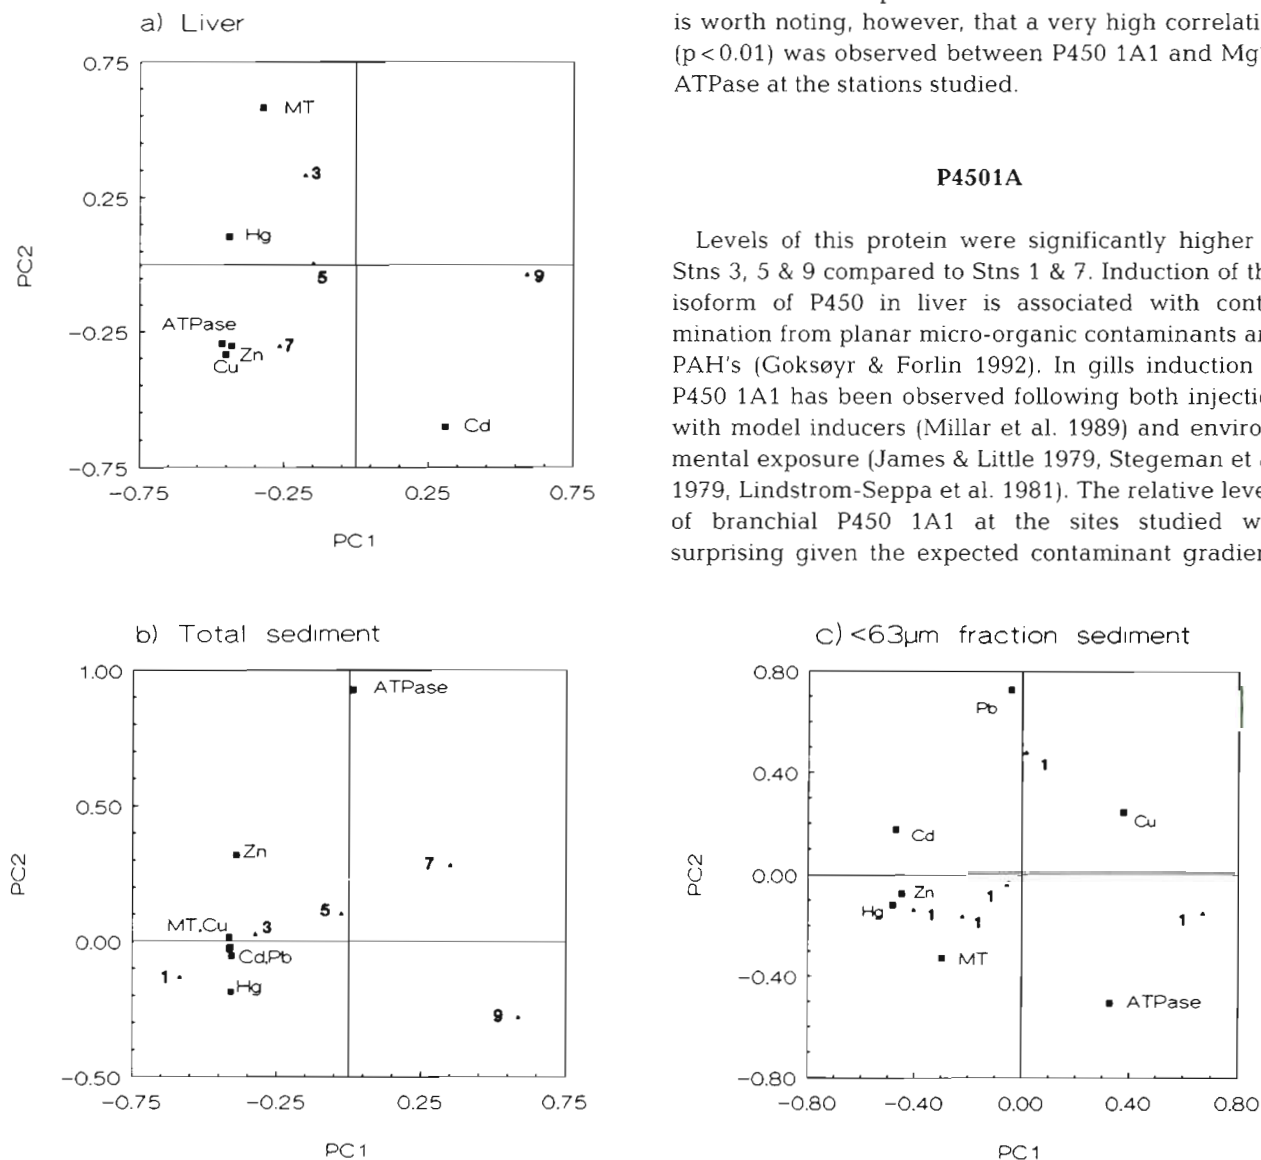 a) Liver
0.75
0.25
−0.25
−0.75
PC2
MT
3
Hg
5
9
ATPase
Zn
7
Cu
Cd
−0.75
−0.25
0.25
0.75
PC1
is worth noting, however, that a very high correlati
(p<0.01) was observed between P450 1A1 and Mg
ATPase at the stations studied.
P4501A
Levels of this protein were significantly higher
Stns 3, 5 & 9 compared to Stns 1 & 7. Induction of th
isoform of P450 in liver is associated with cont
mination from planar micro-organic contaminants an
PAH's (Goksøyr & Forlin 1992). In gills induction
P450 1A1 has been observed following both injectio
with model inducers (Millar et al. 1989) and enviro
mental exposure (James & Little 1979, Stegeman et a
1979, Lindstrom-Seppa et al. 1981). The relative level
of branchial P450 1A1 at the sites studied w
surprising given the expected contaminant gradien
b) Total sediment
1.00
0.50
0.00
−0.50
PC2
ATPase
Zn
7
5
MT,Cu
3
Cd,Pb
1
Hg
9
−0.75
−0.25
0.25
0.75
PC1
c) <63µm fraction sediment
0.80
0.40
0.00
−0.40
−0.80
PC2
Pb
1
Cu
Cd
Zn
1
Hg
1
1
1
MT
ATPase
−0.80
−0.40
0.00
0.40
0.80
PC1